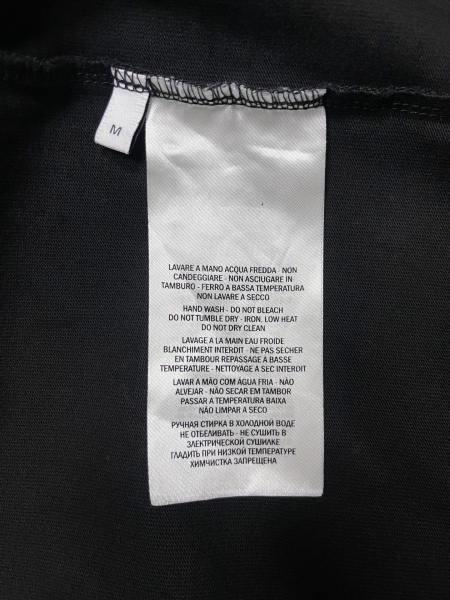 M
LAVARE A MANO ACQUA FREDDA - NON
CANDEGGIARE - NON ASCIUGARE IN
TAMBURO - FERRO A BASSA TEMPERATURA
NON LAVARE A SECCO
HAND WASH - DO NOT BLEACH
DO NOT TUMBLE DRY - IRON, LOW HEAT
DO NOT DRY CLEAN
LAVAGE A LA MAIN EAU FROIDE
BLANCHIMENT INTERDIT - NE PAS SECHER
EN TAMBOUR REPASSAGE A BASSE
TEMPERATURE - NETTOYAGE A SEC INTERDIT
LAVAR A MÃO COM ÁGUA FRIA - NÃO
ALVEJAR - NÃO SECAR EM TAMBOR
PASSAR A TEMPERATURA BAIXA
NÃO LIMPAR A SECO
РУЧНАЯ СТИРКА В ХОЛОДНОЙ ВОДЕ
НЕ ОТБЕЛИВАТЬ - НЕ СУШИТЬ В
ЭЛЕКТРИЧЕСКОЙ СУШИЛКЕ
ГЛАДИТЬ ПРИ НИЗКОЙ ТЕМПЕРАТУРЕ
ХИМЧИСТКА ЗАПРЕЩЕНА